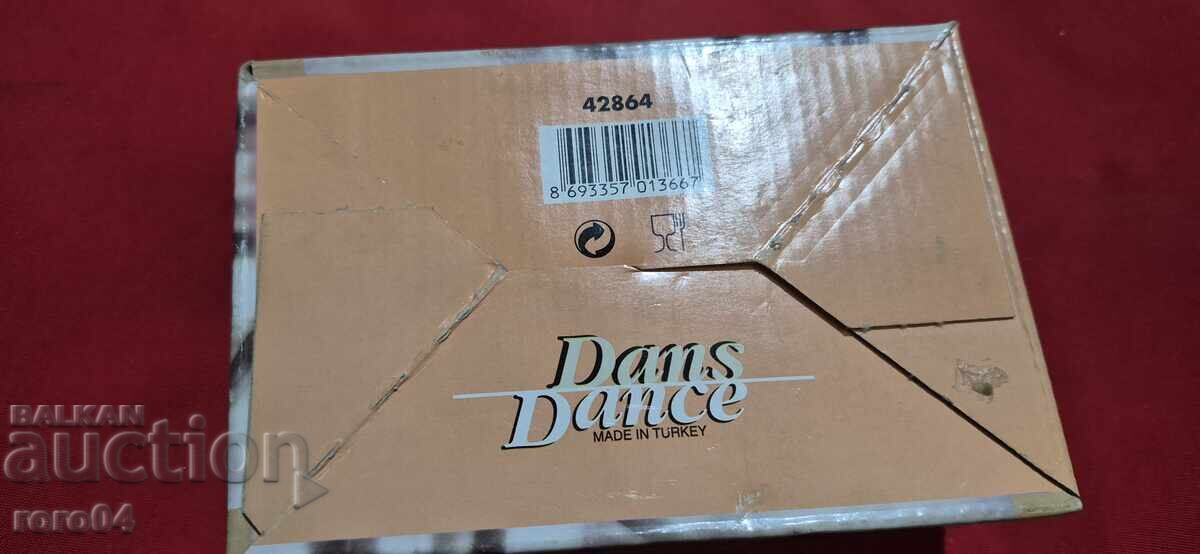 42864
8 693357 013667
Dans
Dance
MADE IN TURKEY
BALKAN
auction
roro04